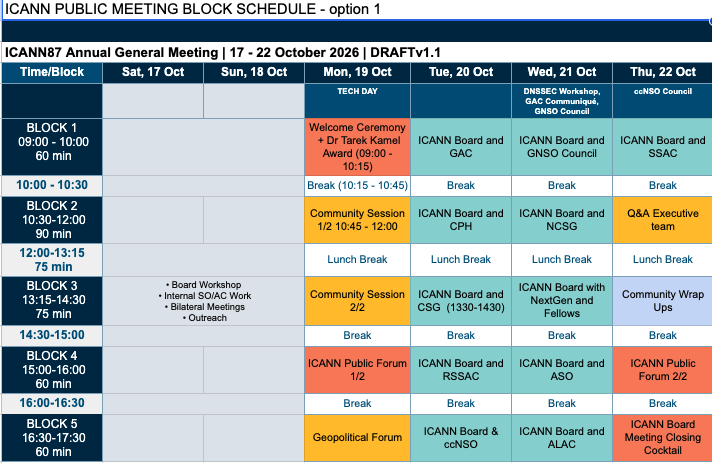 ICANN PUBLIC MEETING BLOCK SCHEDULE - option 1
ICANN87 Annual General Meeting | 17 - 22 October 2026 | DRAFTv1.1
Time/Block Sat, 17 Oct Sun, 18 Oct Mon, 19 Oct Tue, 20 Oct Wed, 21 Oct Thu, 22 Oct
TECH DAY
DNSSEC Workshop,
GAC Communiqué,
GNSO Council
ccNSO Council
BLOCK 1
09:00 - 10:00
60 min
Welcome Ceremony
+ Dr Tarek Kamel
Award (09:00 -
10:15)
ICANN Board and
GAC
ICANN Board and
GNSO Council
ICANN Board and
SSAC
10:00 - 10:30
Break (10:15 - 10:45)
Break
Break
Break
BLOCK 2
10:30-12:00
90 min
Community Session
1/2 10:45 - 12:00
ICANN Board and
CPH
ICANN Board and
NCSG
Q&A Executive
team
12:00-13:15
75 min
Lunch Break
Lunch Break
Lunch Break
Lunch Break
BLOCK 3
13:15-14:30
75 min
• Board Workshop
• Internal SO/AC Work
• Bilateral Meetings
• Outreach
Community Session
2/2
ICANN Board and
CSG (1330-1430)
ICANN Board with
NextGen and
Fellows
Community Wrap
Ups
14:30-15:00
Break
Break
Break
Break
BLOCK 4
15:00-16:00
60 min
ICANN Public Forum
1/2
ICANN Board and
RSSAC
ICANN Board and
ASO
ICANN Public
Forum 2/2
16:00-16:30
Break
Break
Break
Break
BLOCK 5
16:30-17:30
60 min
Geopolitical Forum
ICANN Board &
ccNSO
ICANN Board and
ALAC
ICANN Board
Meeting Closing
Cocktail